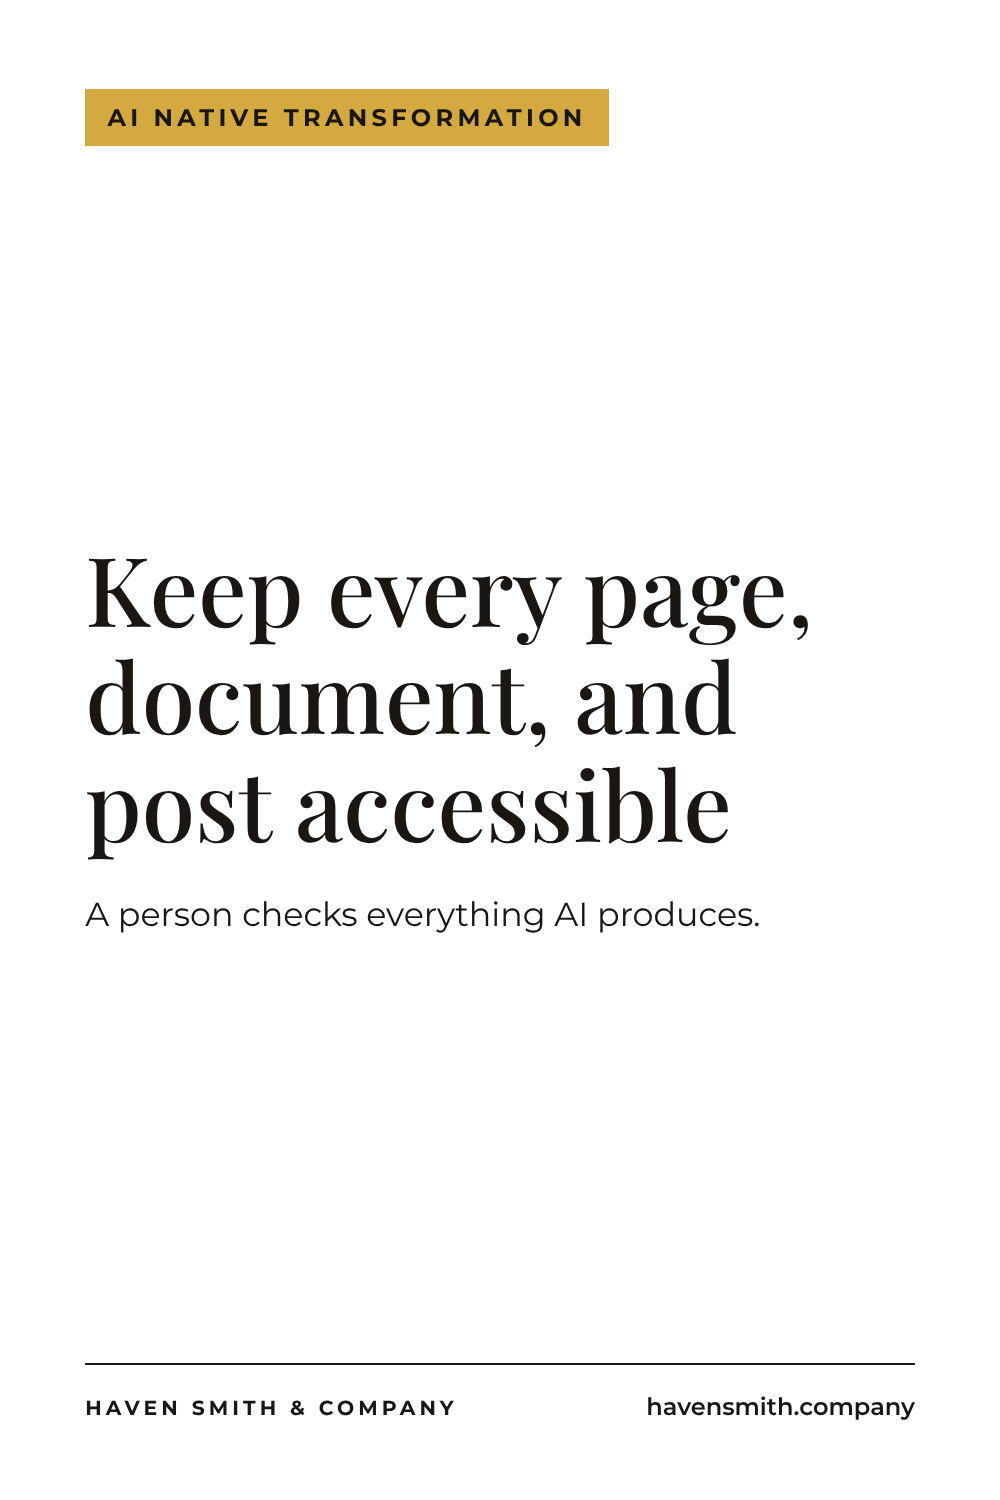 AI NATIVE TRANSFORMATION
Keep every page,
document, and
post accessible
A person checks everything AI produces.
HAVEN SMITH & COMPANY
havensmith.company